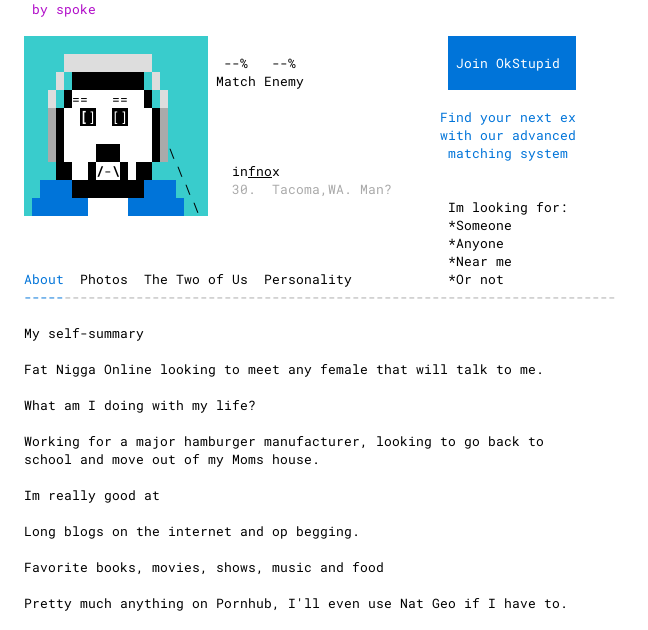 by spoke
--% --%
Match Enemy
Join OkStupid
== ==
[] []
/-\
\
\
\
\
Find your next ex
with our advanced
matching system
infnox
30. Tacoma,WA. Man?
Im looking for:
*Someone
*Anyone
*Near me
*Or not
About Photos The Two of Us Personality
--------------------------------------------------------------------------
My self-summary
Fat Nigga Online looking to meet any female that will talk to me.
What am I doing with my life?
Working for a major hamburger manufacturer, looking to go back to
school and move out of my Moms house.
Im really good at
Long blogs on the internet and op begging.
Favorite books, movies, shows, music and food
Pretty much anything on Pornhub, I'll even use Nat Geo if I have to.